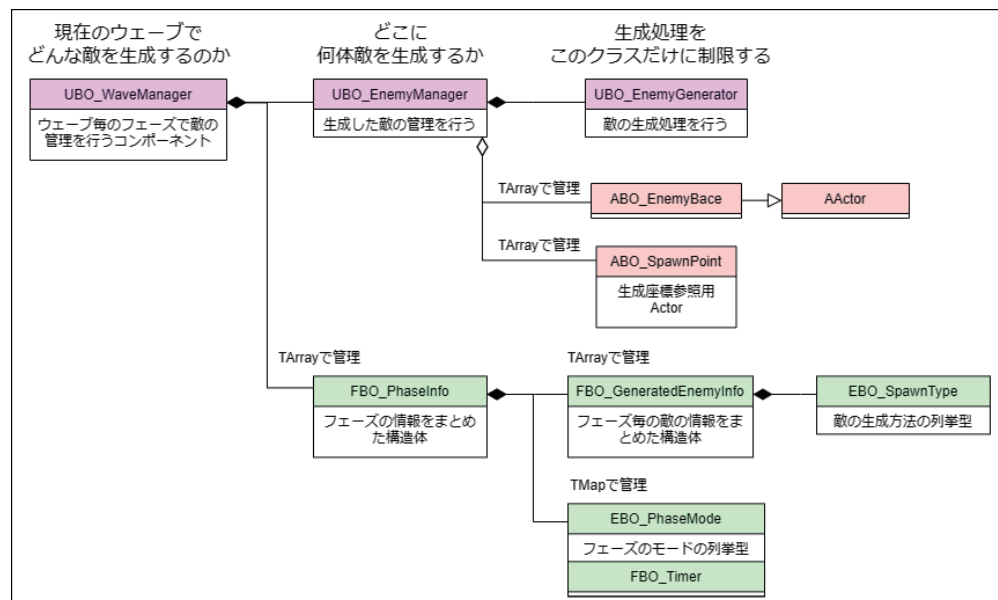 現在のウェーブで
どんな敵を生成するのか
どこに
何体敵を生成するか
生成処理を
このクラスだけに制限する
UBO_WaveManager
ウェーブ毎のフェーズで敵の
管理を行うコンポーネント
UBO_EnemyManager
生成した敵の管理を行う
UBO_EnemyGenerator
敵の生成処理を行う
TArrayで管理
ABO_EnemyBace
AActor
TArrayで管理
ABO_SpawnPoint
生成座標参照用
Actor
TArrayで管理
FBO_PhaseInfo
フェーズの情報をまとめ
た構造体
TArrayで管理
FBO_GeneratedEnemyInfo
フェーズ毎の敵の情報をま
とめた構造体
EBO_SpawnType
敵の生成方法の列挙型
TMapで管理
EBO_PhaseMode
フェーズのモードの列挙型
FBO_Timer